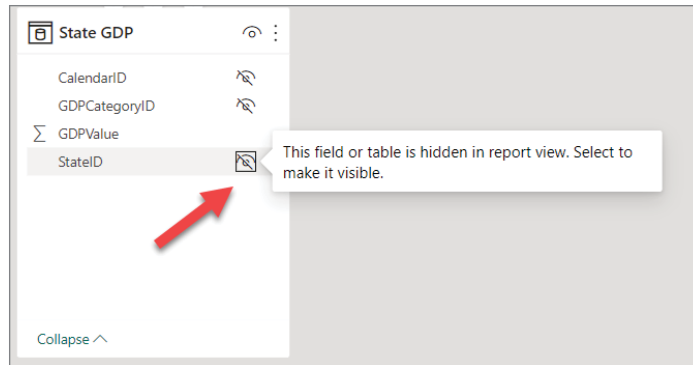 State GDP
CalendarID
GDPCategoryID
∑ GDPValue
StateID
This field or table is hidden in report view. Select to
make it visible.
Collapse